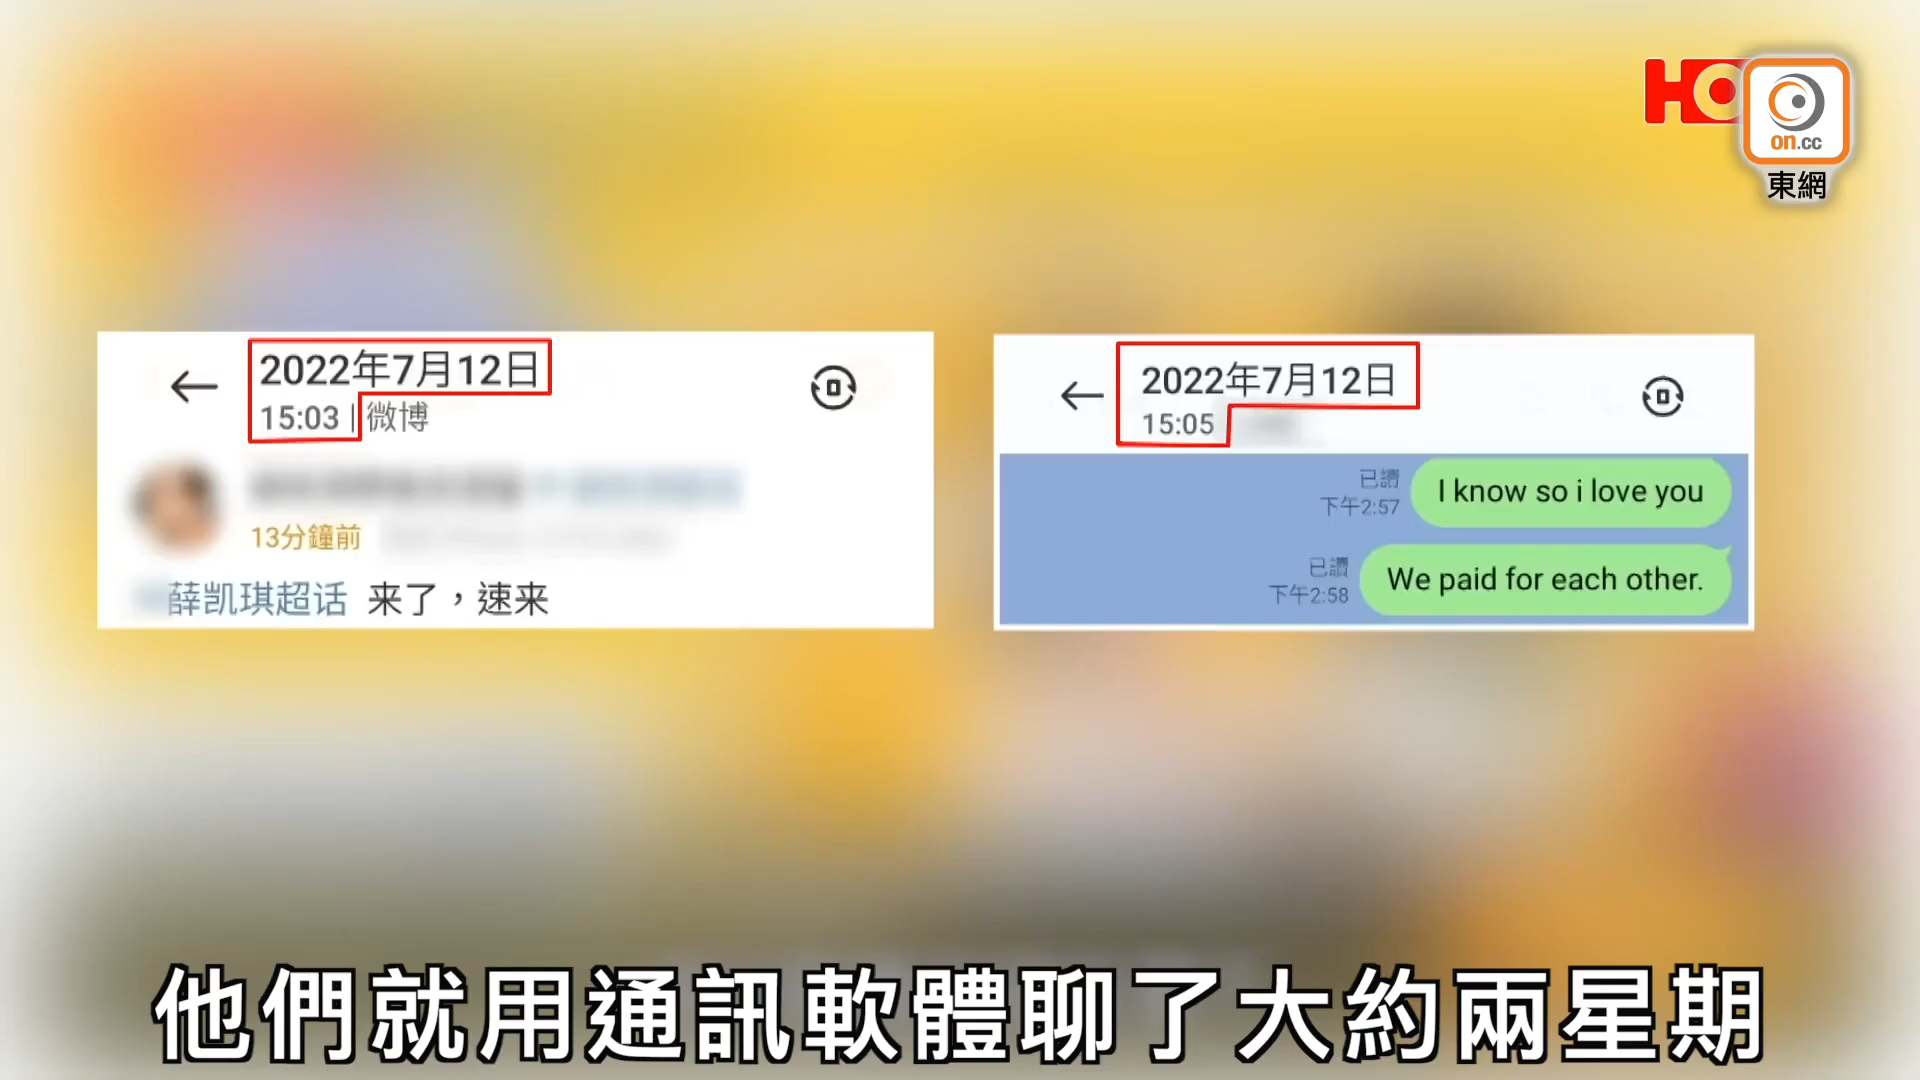 HO
on.cc
東網
2022年7月12日
15:03 | 微博
13分鐘前
薛凯琪超话 来了，速来
2022年7月12日
15:05
已讀
下午2:57
I know so i love you
已讀
下午2:58
We paid for each other.
他們就用通訊軟體聊了大約兩星期